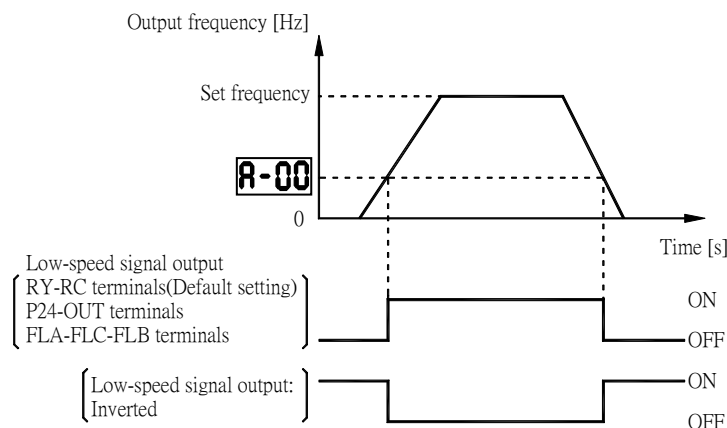 Output frequency [Hz]
Set frequency
A-00
0
Time [s]
Low-speed signal output
RY-RC terminals(Default setting)
P24-OUT terminals
FLA-FLC-FLB terminals
ON
OFF
Low-speed signal output:
Inverted
ON
OFF